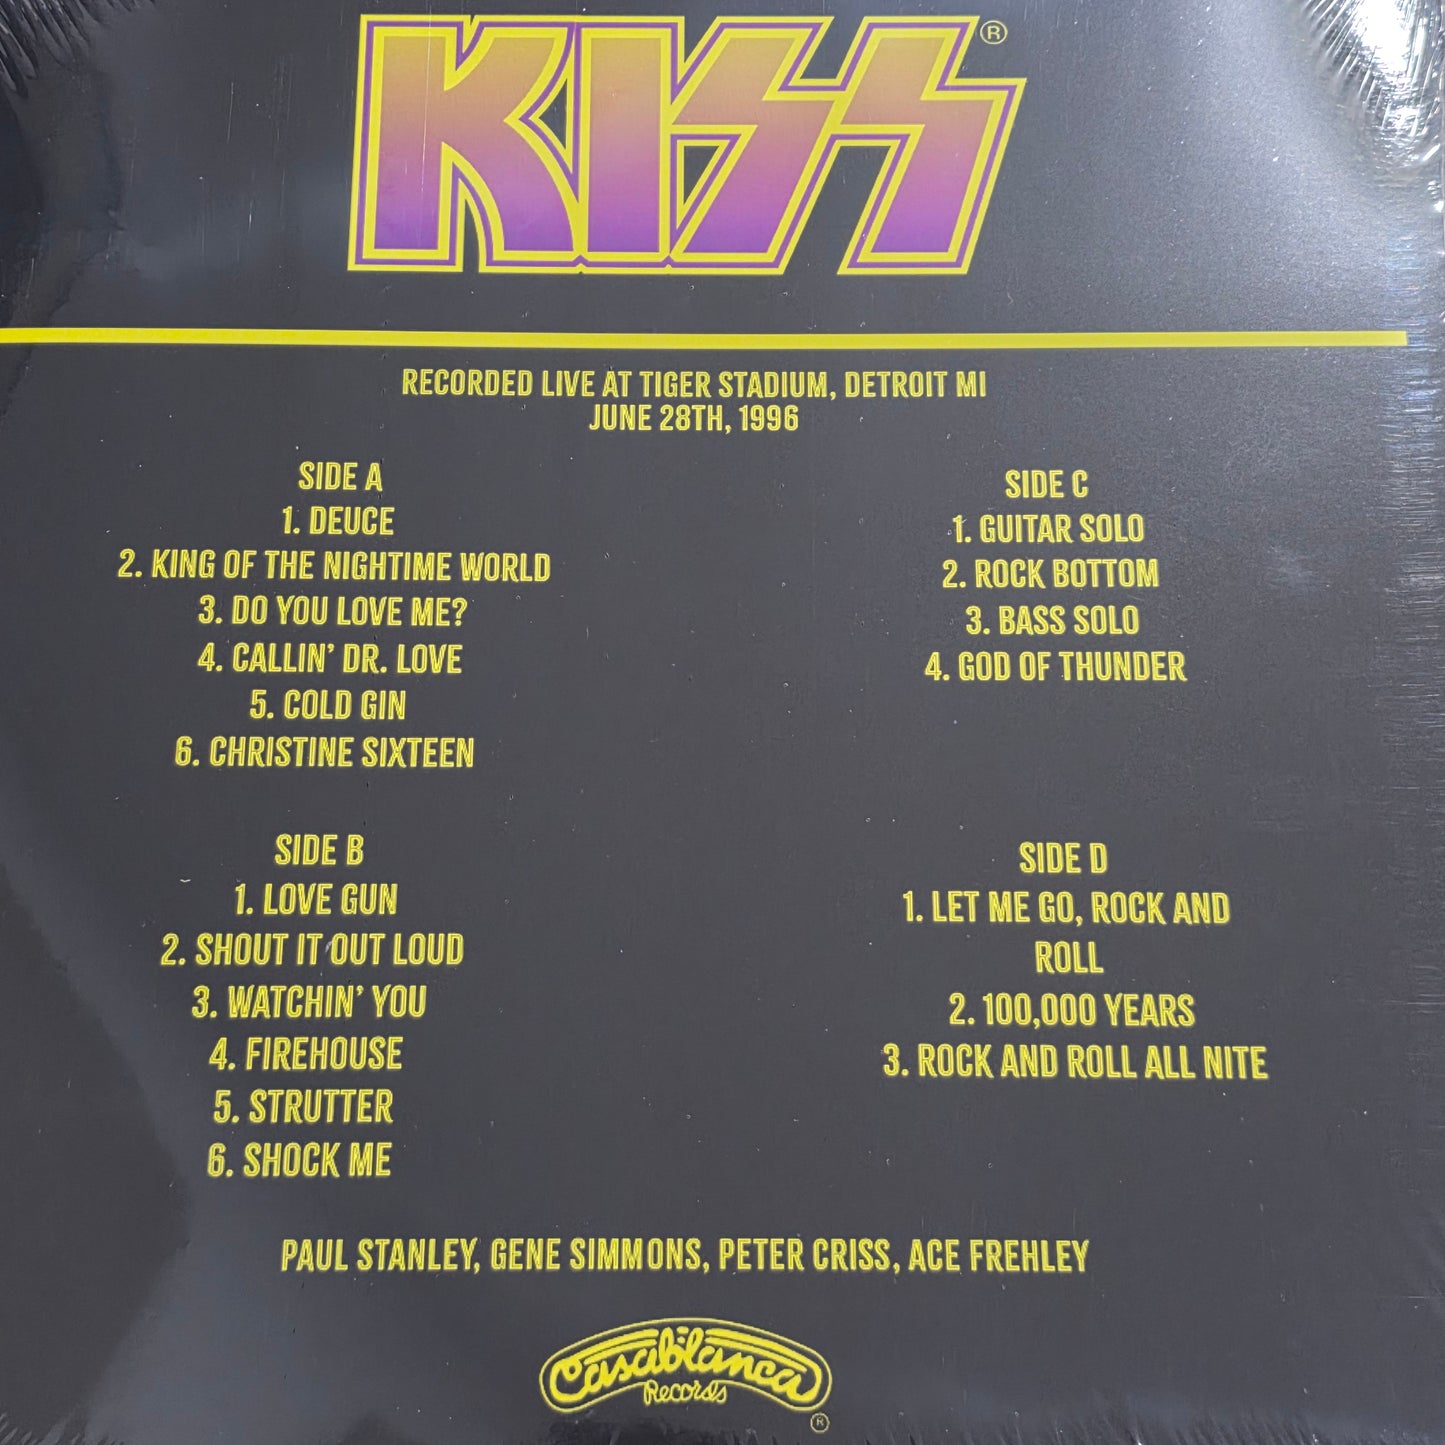 KISS®
RECORDED LIVE AT TIGER STADIUM, DETROIT MI
JUNE 28TH, 1996
SIDE A
1. DEUCE
2. KING OF THE NIGHTIME WORLD
3. DO YOU LOVE ME?
4. CALLIN' DR. LOVE
5. COLD GIN
6. CHRISTINE SIXTEEN
SIDE B
1. LOVE GUN
2. SHOUT IT OUT LOUD
3. WATCHIN' YOU
4. FIREHOUSE
5. STRUTTER
6. SHOCK ME
SIDE C
1. GUITAR SOLO
2. ROCK BOTTOM
3. BASS SOLO
4. GOD OF THUNDER
SIDE D
1. LET ME GO, ROCK AND
ROLL
2. 100,000 YEARS
3. ROCK AND ROLL ALL NITE
PAUL STANLEY, GENE SIMMONS, PETER CRISS, ACE FREHLEY
Casablanca
Records
®